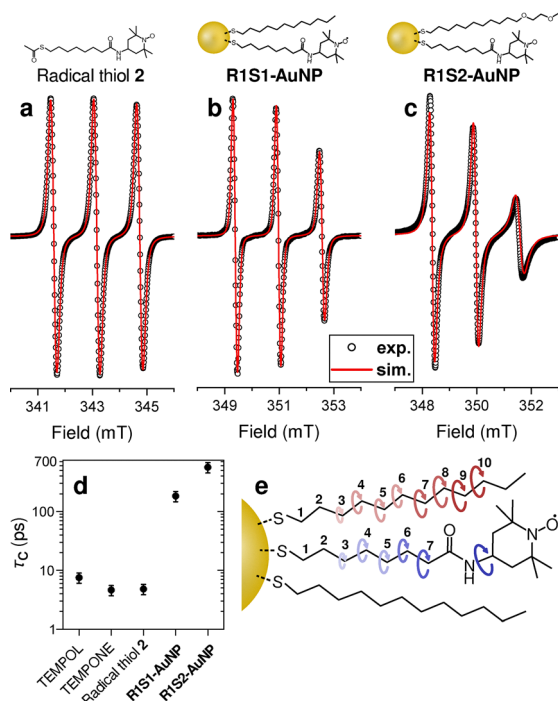 S
O
N
H
N-O•
Radical thiol 2
S
S
O
N
H
N-O•
R1S1-AuNP
S
S
O
O
O
N
H
N-O•
R1S2-AuNP
a
b
c
exp.
sim.
341 343 345
349 351 353
348 350 352
Field (mT)
Field (mT)
Field (mT)
d
700
100
10
1
τC (ps)
TEMPOL
TEMPONE
Radical thiol 2
R1S1-AuNP
R1S2-AuNP
e
S 1 2 3 4 5 6 7 8 9 10
S 1 2 3 4 5 6 7 O N H N O•
S